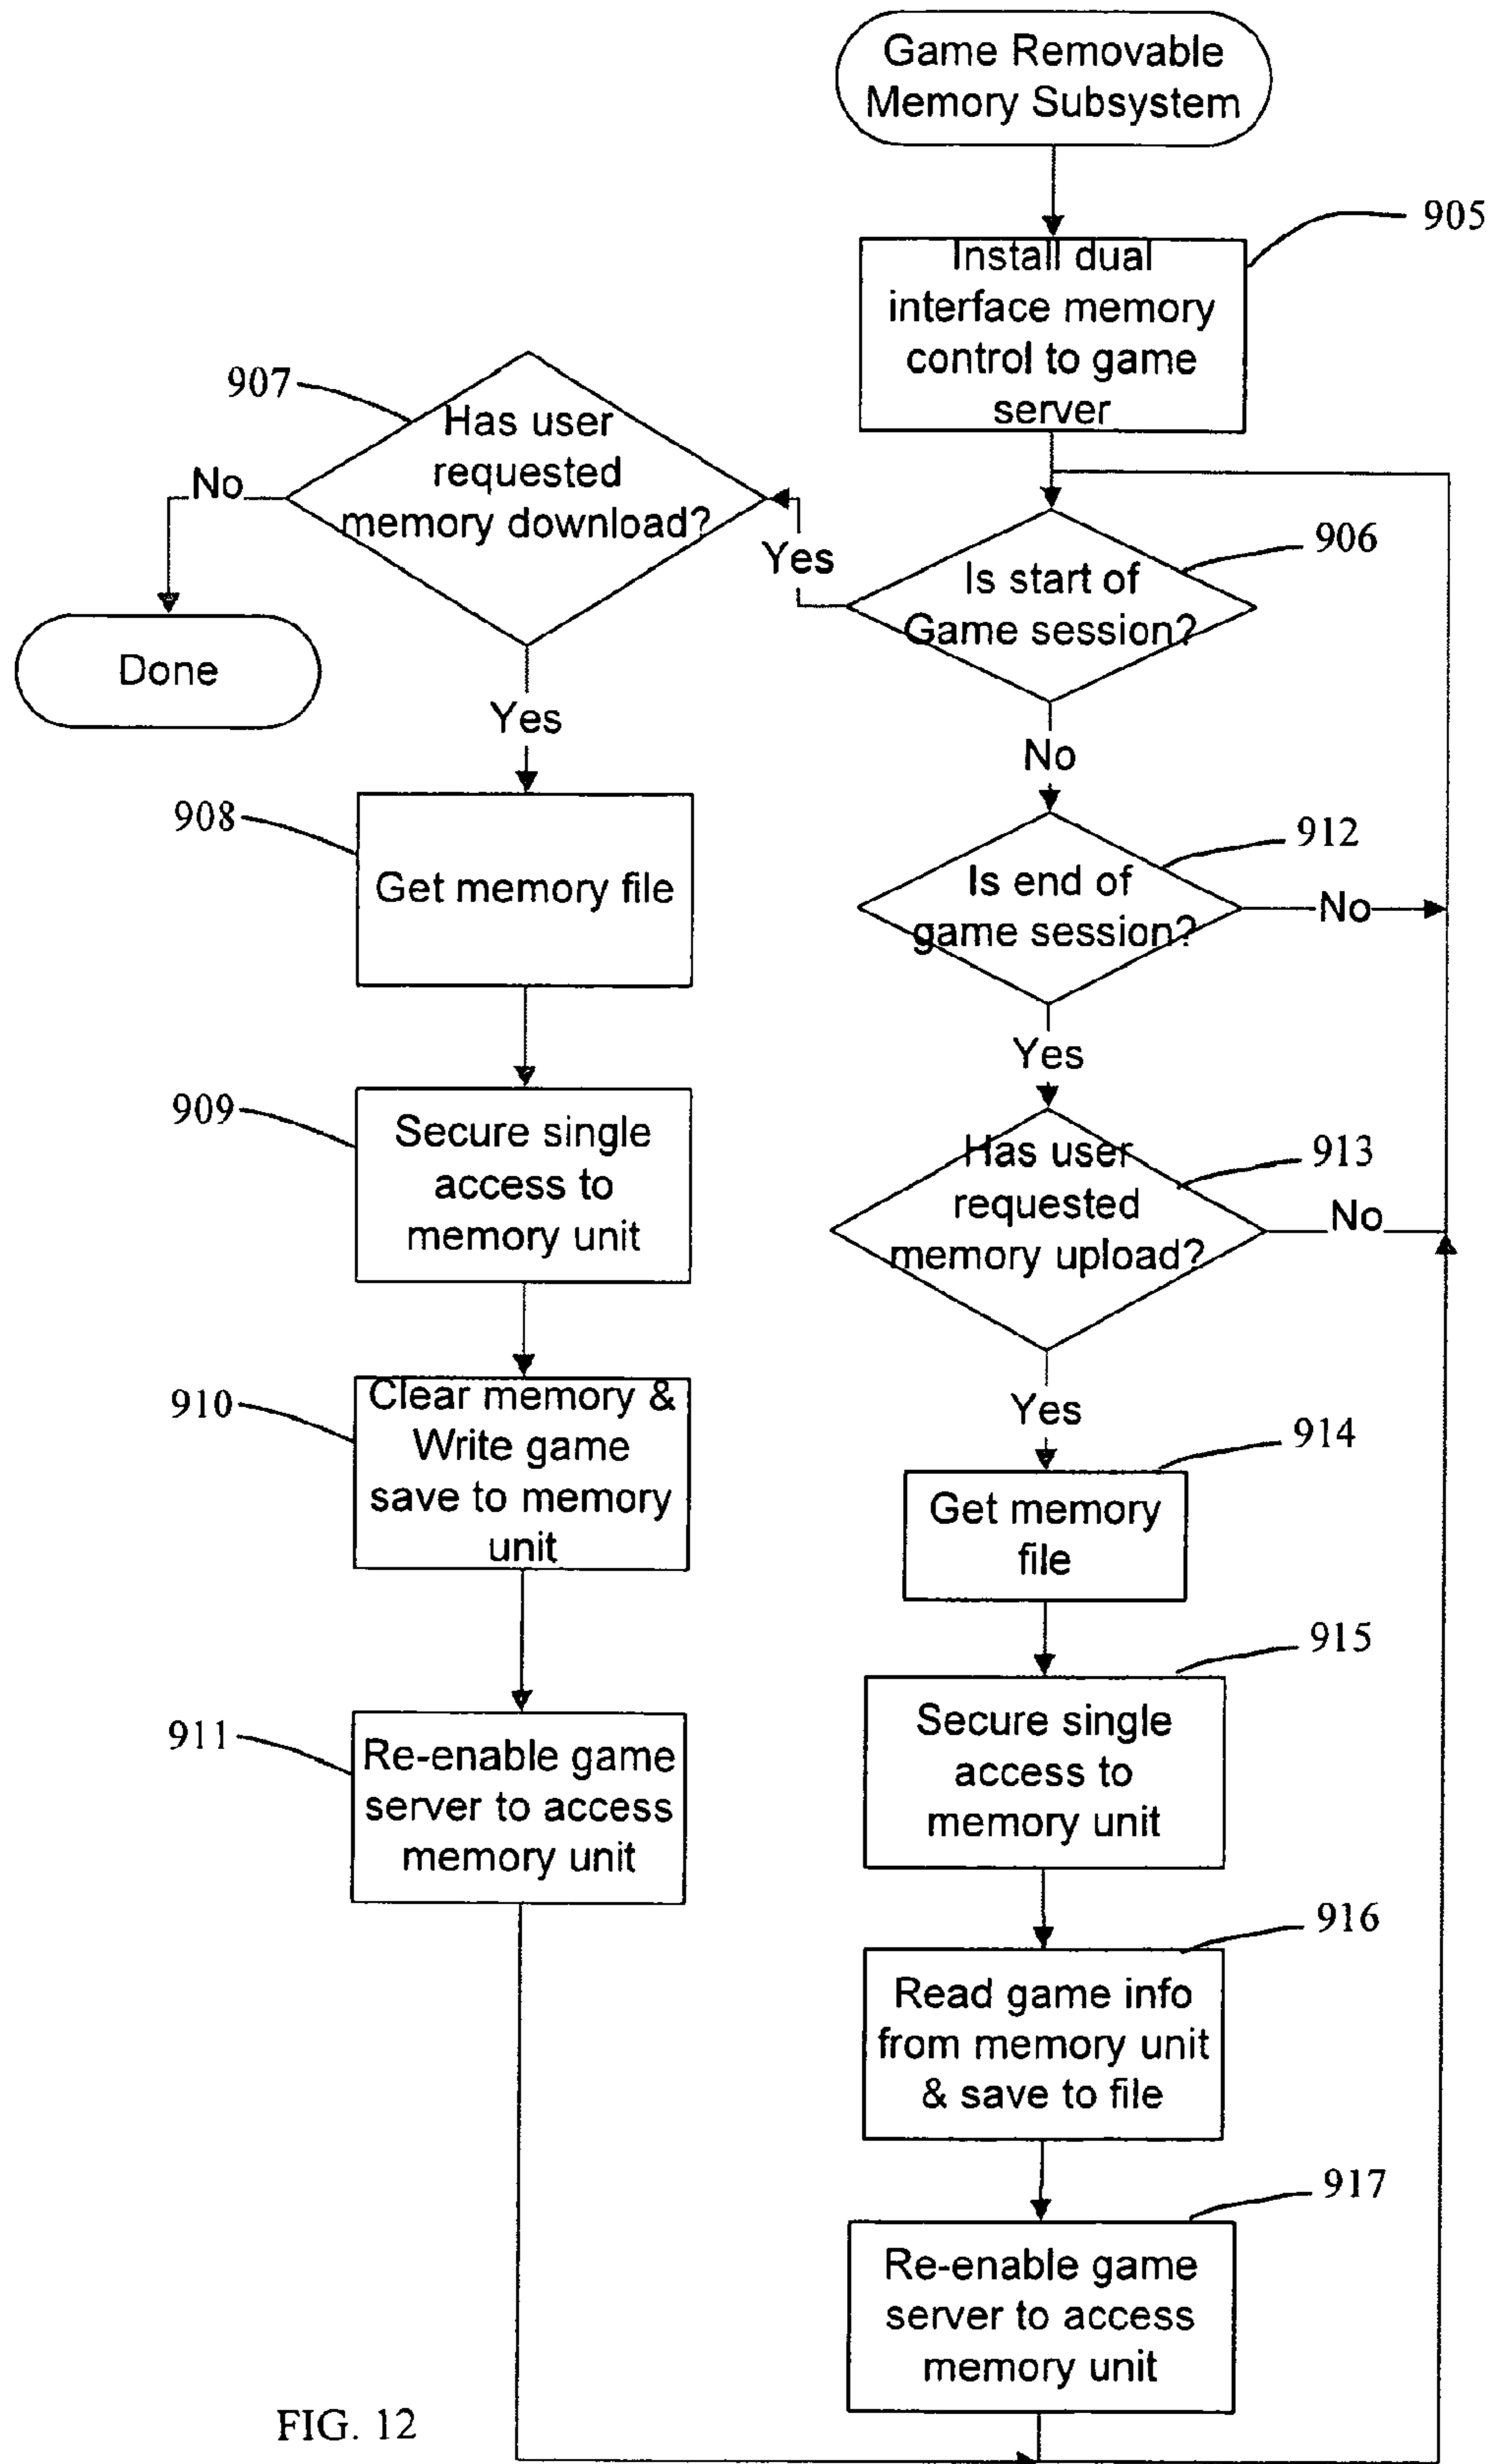 Game Removable
Memory Subsystem
905
Install dual
interface memory
control to game
server
907
Has user
requested
memory download?
No
Done
Yes
906
Is start of
Game session?
Yes
No
908
Get memory file
912
Is end of
game session?
No
Yes
909
Secure single
access to
memory unit
913
Has user
requested
memory upload?
No
Yes
910
Clear memory &
Write game
save to memory
unit
914
Get memory
file
911
Re-enable game
server to access
memory unit
915
Secure single
access to
memory unit
916
Read game info
from memory unit
& save to file
917
Re-enable game
server to access
memory unit
FIG. 12